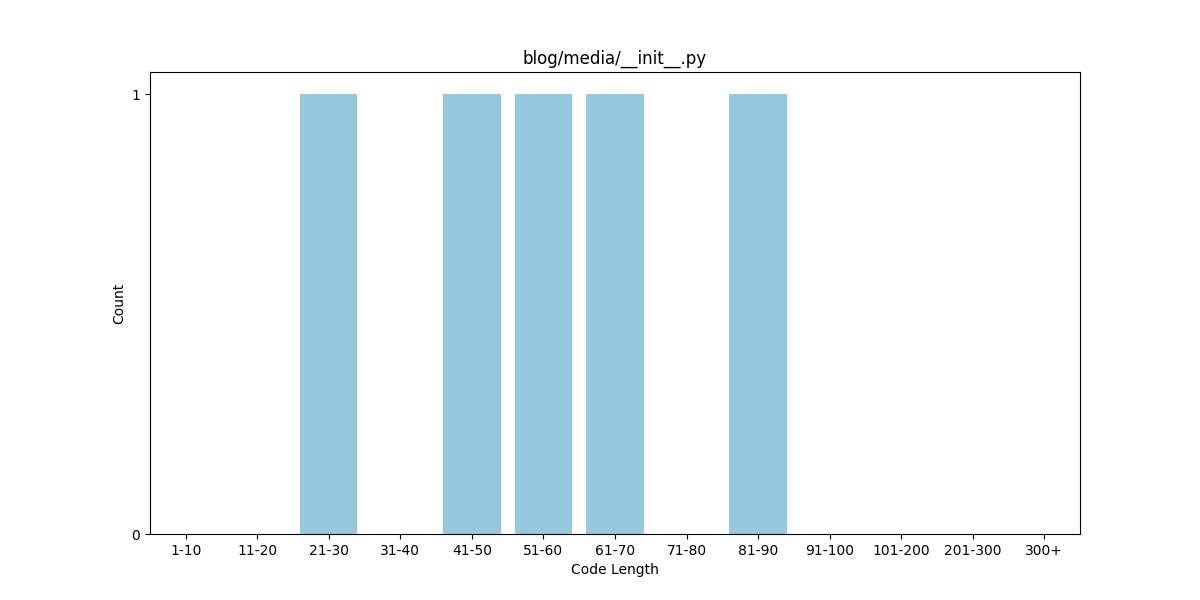 blog/media/__init__.py
Count
1
0
1-10 11-20 21-30 31-40 41-50 51-60 61-70 71-80 81-90 91-100 101-200 201-300 300+
Code Length